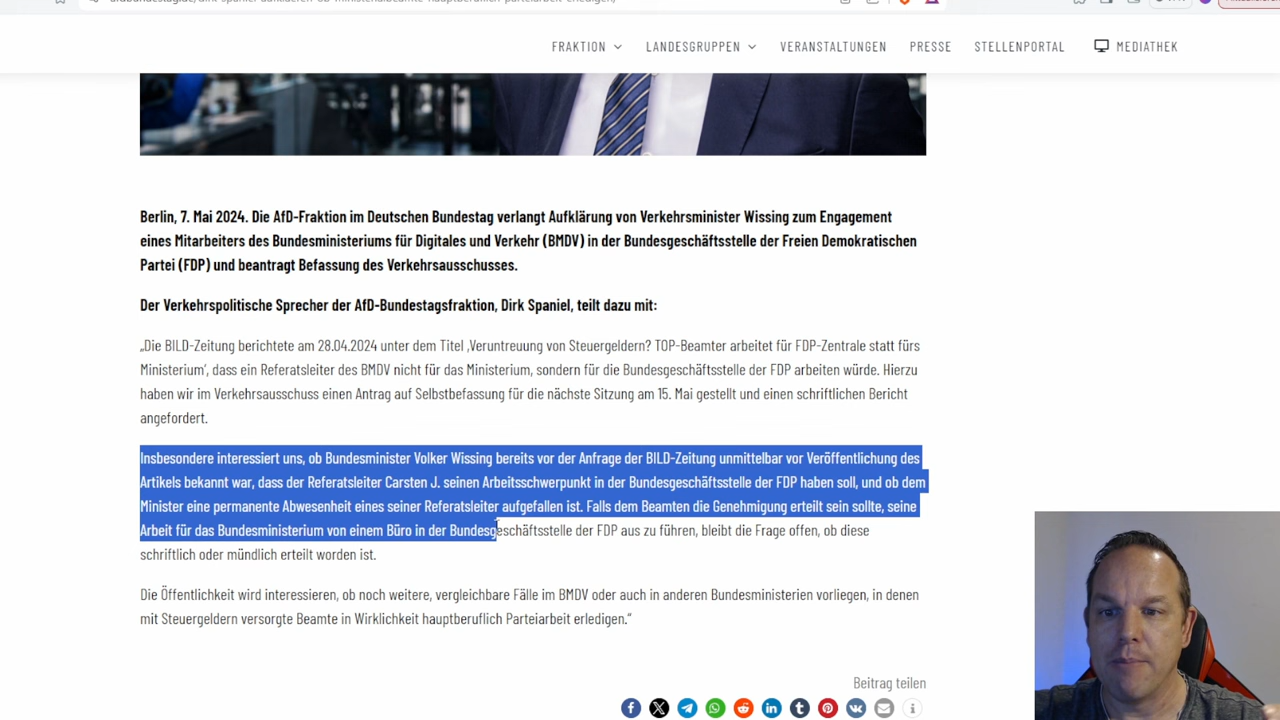 FRAKTION LANDESGRUPPEN VERANSTALTUNGEN PRESSE STELLENPORTAL MEDIATHEK
Berlin, 7. Mai 2024. Die AfD-Fraktion im Deutschen Bundestag verlangt Aufklärung von Verkehrsminister Wissing zum Engagement
eines Mitarbeiters des Bundesministeriums für Digitales und Verkehr (BMDV) in der Bundesgeschäftsstelle der Freien Demokratischen
Partei (FDP) und beantragt Befassung des Verkehrsausschusses.
Der Verkehrspolitische Sprecher der AfD-Bundestagsfraktion, Dirk Spaniel, teilt dazu mit:
„Die BILD-Zeitung berichtete am 28.04.2024 unter dem Titel ‚Veruntreuung von Steuergeldern? TOP-Beamter arbeitet für FDP-Zentrale statt fürs
Ministerium‘, dass ein Referatsleiter des BMDV nicht für das Ministerium, sondern für die Bundesgeschäftsstelle der FDP arbeiten würde. Hierzu
haben wir im Verkehrsausschuss einen Antrag auf Selbstbefassung für die nächste Sitzung am 15. Mai gestellt und einen schriftlichen Bericht
angefordert.
Insbesondere interessiert uns, ob Bundesminister Volker Wissing bereits vor der Anfrage der BILD-Zeitung unmittelbar vor Veröffentlichung des
Artikels bekannt war, dass der Referatsleiter Carsten J. seinen Arbeitsschwerpunkt in der Bundesgeschäftsstelle der FDP haben soll, und ob dem
Minister eine permanente Abwesenheit eines seiner Referatsleiter aufgefallen ist. Falls dem Beamten die Genehmigung erteilt sein sollte, seine
Arbeit für das Bundesministerium von einem Büro in der Bundesgeschäftsstelle der FDP aus zu führen, bleibt die Frage offen, ob diese
schriftlich oder mündlich erteilt worden ist.
Die Öffentlichkeit wird interessieren, ob noch weitere, vergleichbare Fälle im BMDV oder auch in anderen Bundesministerien vorliegen, in denen
mit Steuergeldern versorgte Beamte in Wirklichkeit hauptberuflich Parteiarbeit erledigen.“
Beitrag teilen